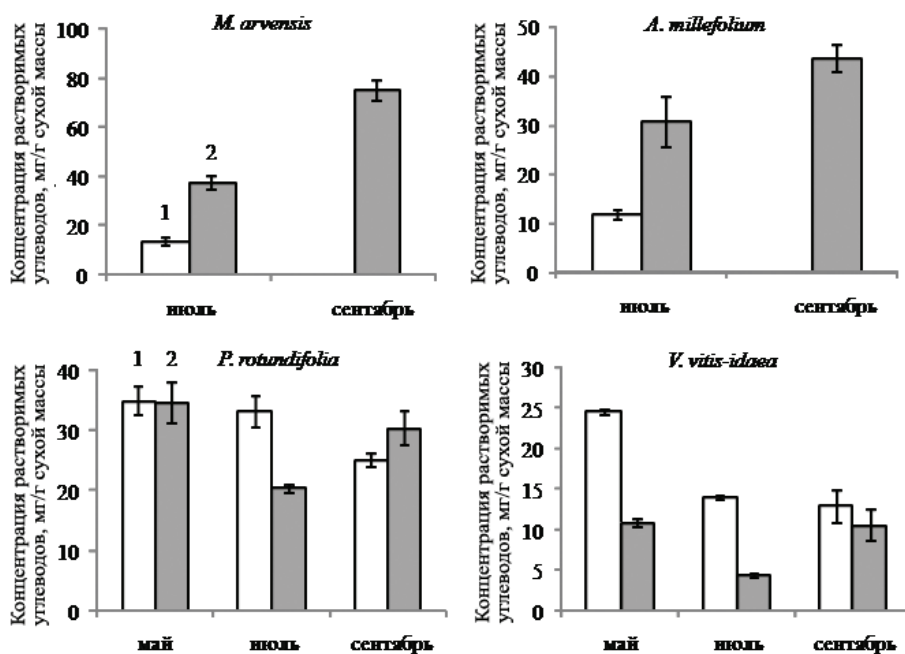 M. arvensis
Концентрация растворимых
углеводов, мг/г сухой массы
100
80
60
40
20
0
1
2
июль
сентябрь
A. millefolium
Концентрация растворимых
углеводов, мг/г сухой массы
50
40
30
20
10
0
июль
сентябрь
P. rotundifolia
Концентрация растворимых
углеводов, мг/г сухой массы
40
30
20
10
0
1
2
май
июль
сентябрь
V. vitis-idaea
Концентрация растворимых
углеводов, мг/г сухой массы
30
25
20
15
10
5
0
май
июль
сентябрь